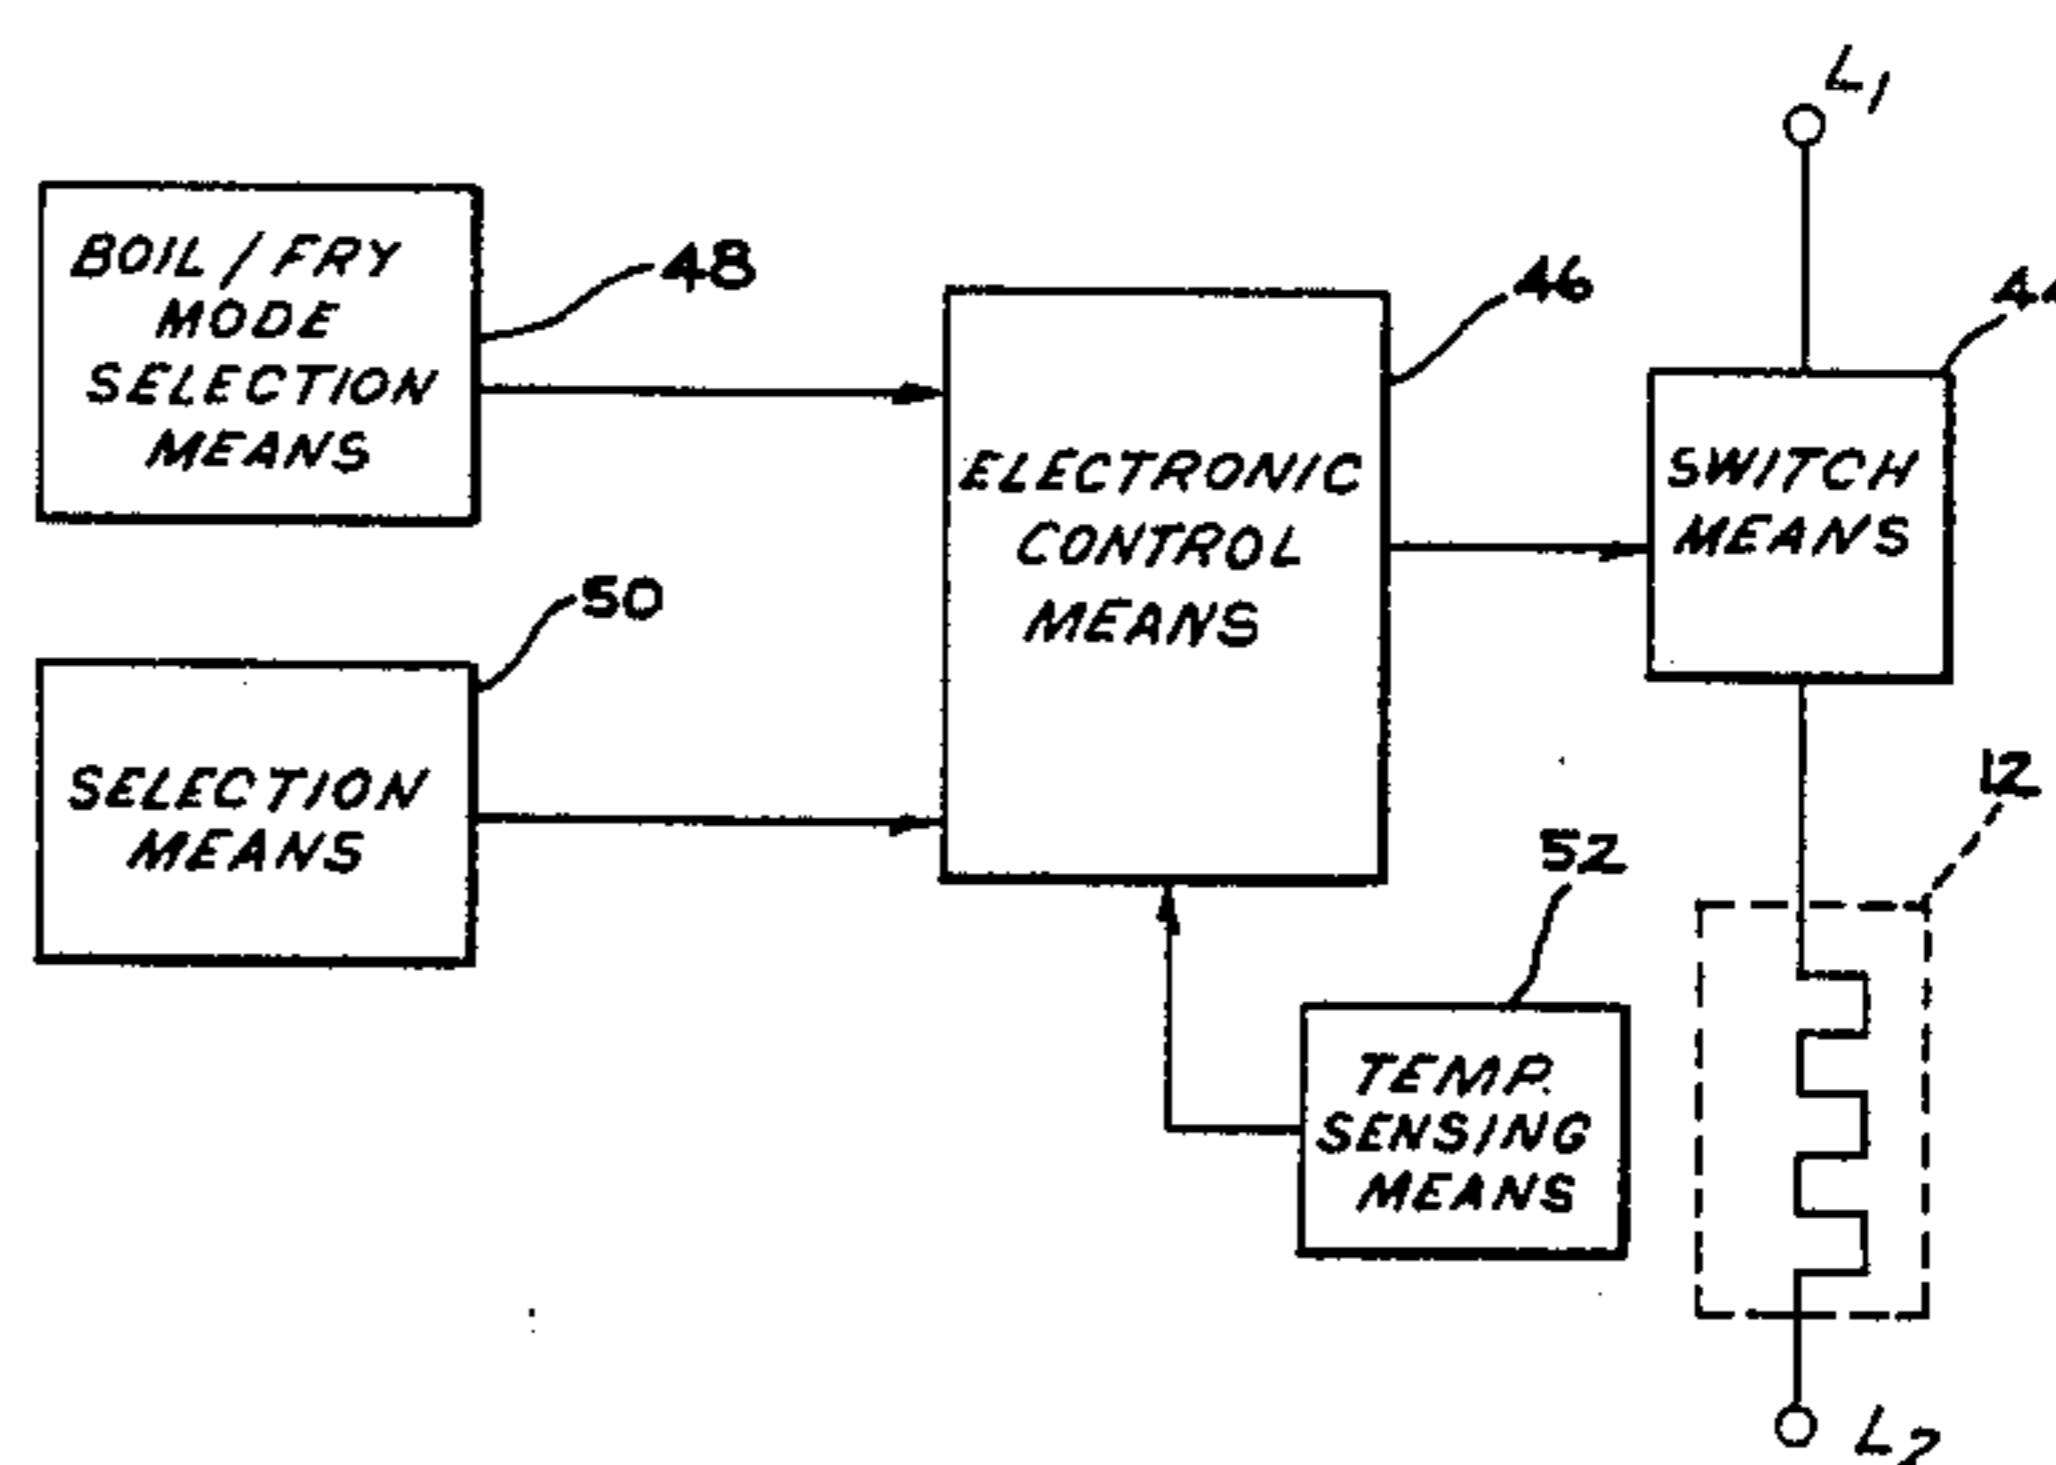 L1
BOIL/FRY
MODE
SELECTION
MEANS
48
46
44
ELECTRONIC
CONTROL
MEANS
SWITCH
MEANS
50
SELECTION
MEANS
12
52
TEMP.
SENSING
MEANS
L2